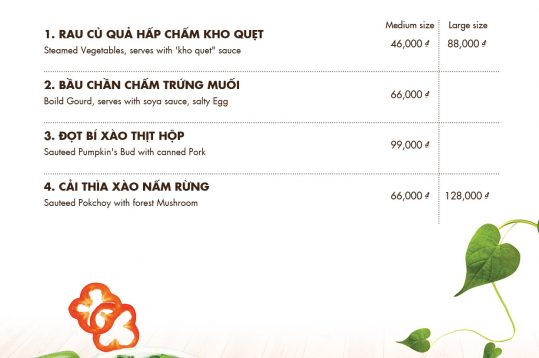 Medium size Large size
1. RAU CỦ QUẢ HẤP CHẤM KHO QUẸT
Steamed Vegetables, serves with 'kho quẹt" sauce 46,000 ₫ 88,000 ₫
2. BẦU CHẦN CHẤM TRỨNG MUỐI
Boild Gourd, serves with soya sauce, salty Egg 66,000 ₫
3. ĐỌT BÍ XÀO THỊT HỘP
Sauteed Pumpkin's Bud with canned Pork 99,000 ₫
4. CẢI THÌA XÀO NẤM RỪNG
Sauteed Pokchoy with forest Mushroom 66,000 ₫ 128,000 ₫